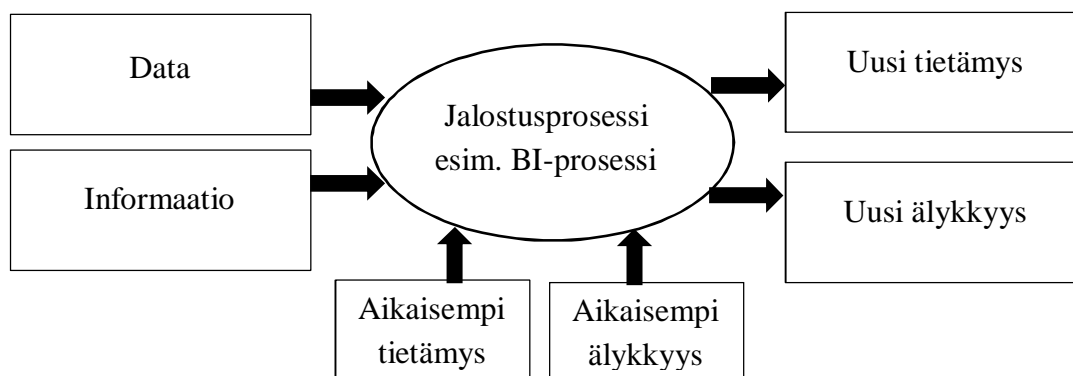 Data
Informaatio
Jalostusprosessi
esim. BI-prosessi
Uusi tietämys
Uusi älykkyys
Aikaisempi
tietämys
Aikaisempi
älykkyys